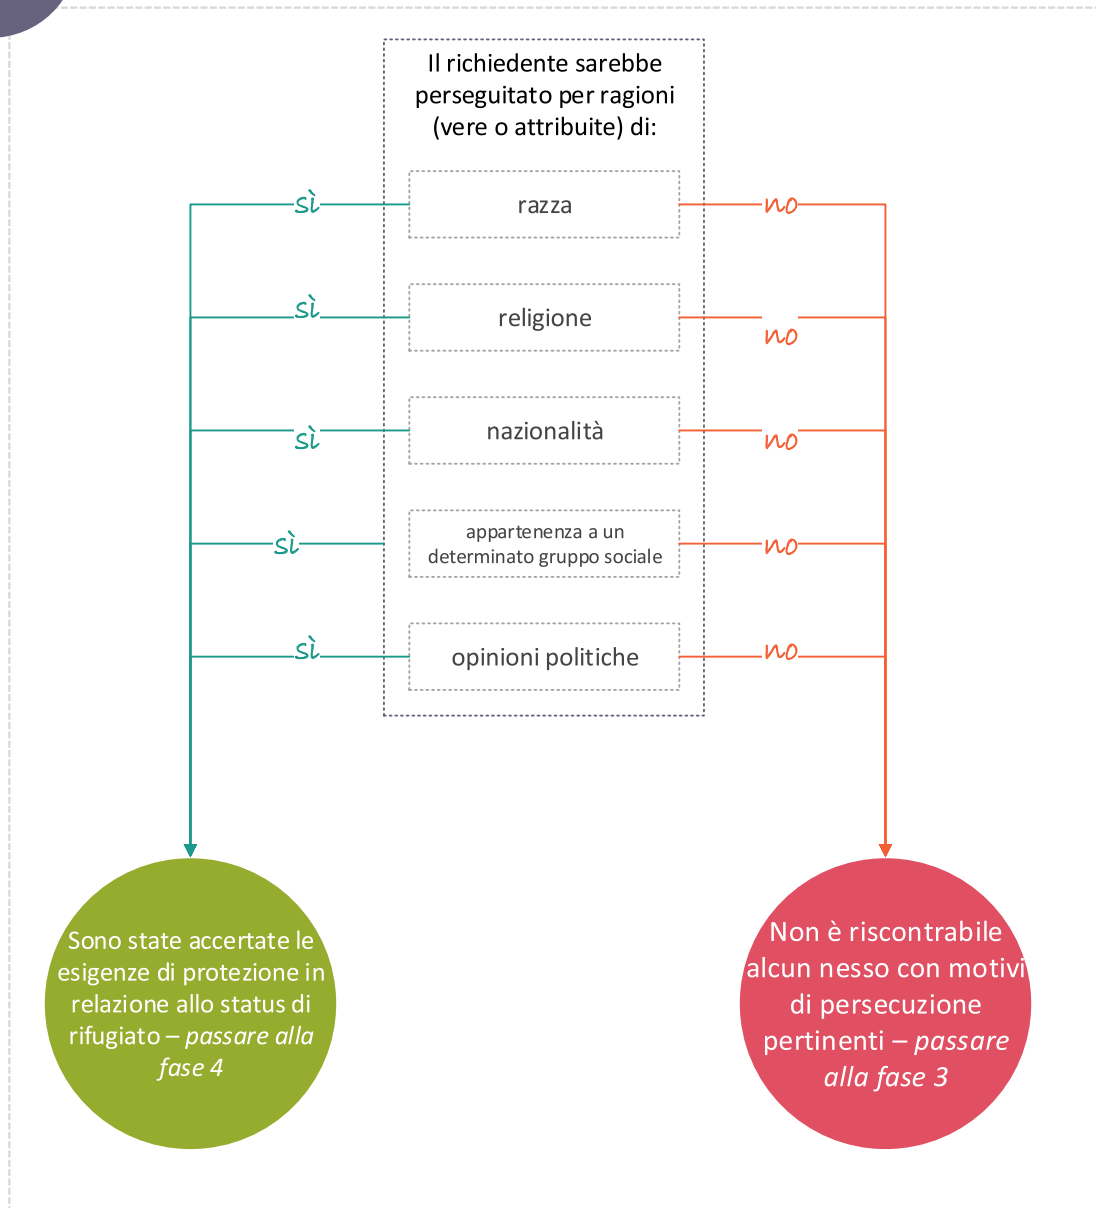 Il richiedente sarebbe
perseguitato per ragioni
(vere o attribuite) di:
sì
razza
no
sì
religione
no
sì
nazionalità
no
sì
appartenenza a un
determinato gruppo sociale
no
sì
opinioni politiche
no
Sono state accertate le
esigenze di protezione in
relazione allo status di
rifugiato – passare alla
fase 4
Non è riscontrabile
alcun nesso con motivi
di persecuzione
pertinenti – passare
alla fase 3